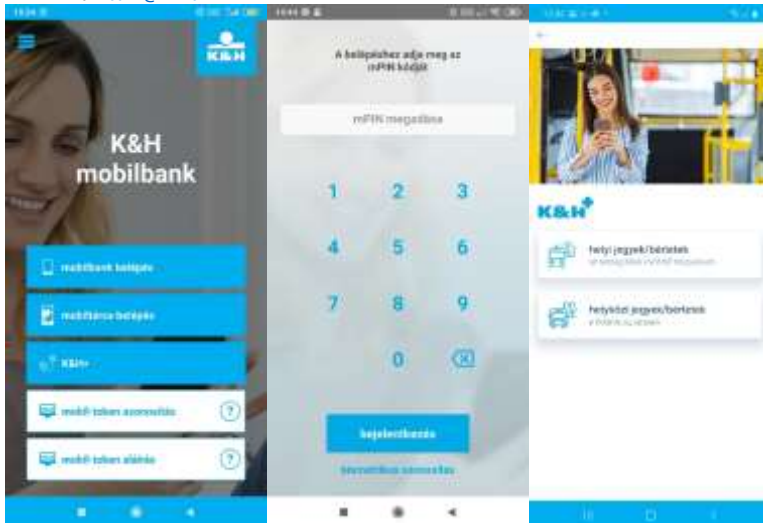 K&H
K&H
mobilbank
mobilbank belépés
mobiltárca belépés
K&H+
mobil-token azonosítás
?
mobil-token aláírás
?
A belépéshez adja meg az
mPIN kódját
mPIN megadása
1 2 3
4 5 6
7 8 9
0
bejelentkezés
biometrikus azonosítás
K&H+
helyi jegyek/bérletek
helyközi jegyek/bérletek